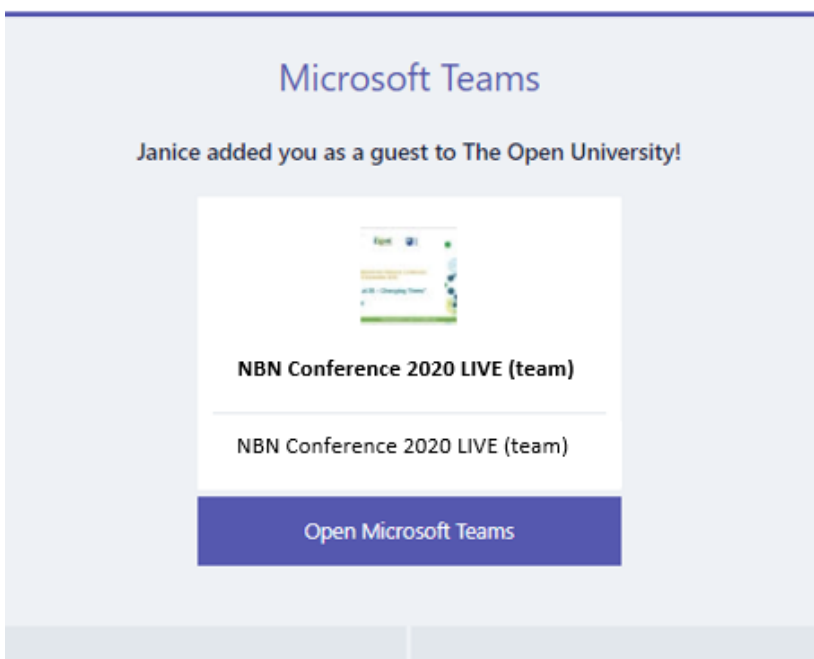 Microsoft Teams
Janice added you as a guest to The Open University!
NBN Conference 2020 LIVE (team)
NBN Conference 2020 LIVE (team)
Open Microsoft Teams